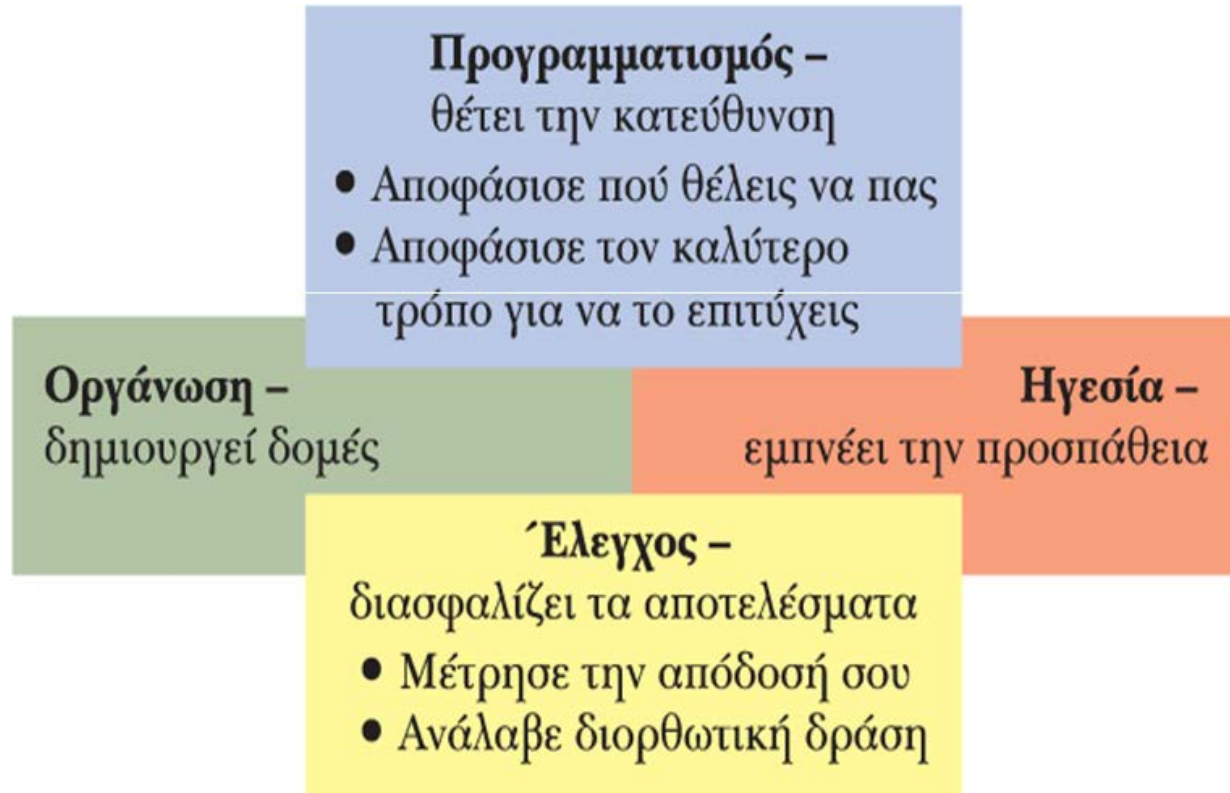 Προγραμματισμός –
θέτει την κατεύθυνση
• Αποφάσισε πού θέλεις να πας
• Αποφάσισε τον καλύτερο
τρόπο για να το επιτύχεις
Οργάνωση –
δημιουργεί δομές
Ηγεσία –
εμπνέει την προσπάθεια
Έλεγχος –
διασφαλίζει τα αποτελέσματα
• Μέτρησε την απόδοσή σου
• Ανάλαβε διορθωτική δράση